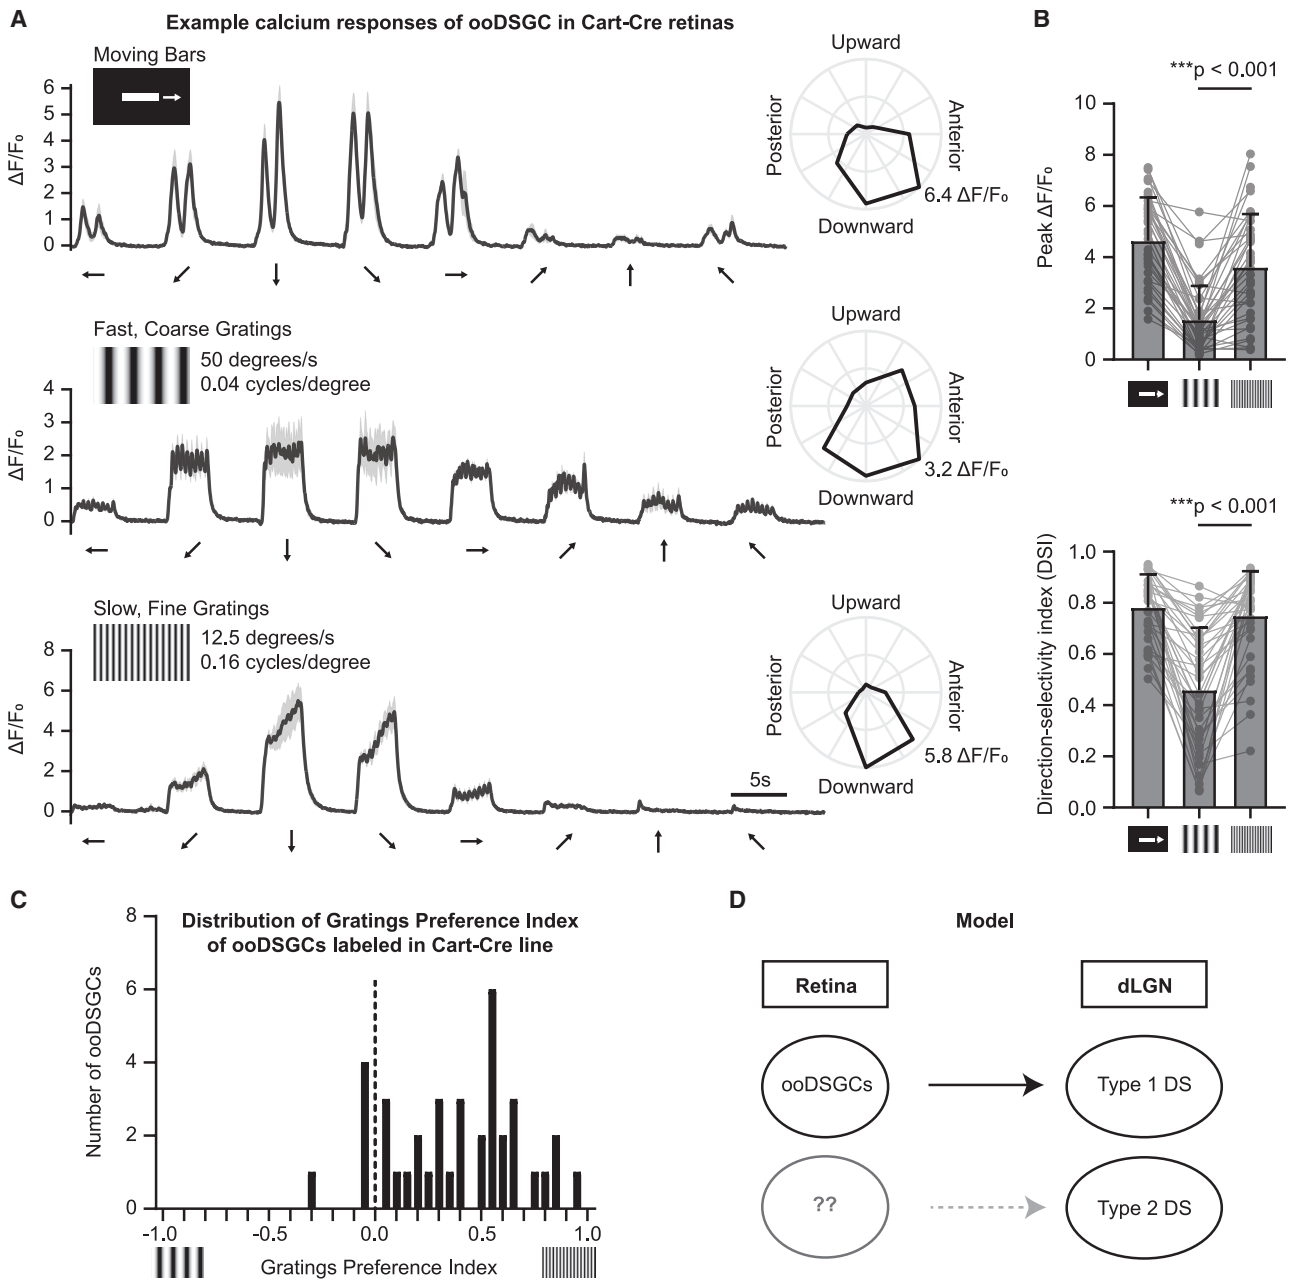 A
Example calcium responses of ooDSGC in Cart-Cre retinas
Moving Bars
6
5
4
3
2
1
0
ΔF/F₀
Upward
Posterior
Anterior
6.4 ΔF/F₀
Downward
Fast, Coarse Gratings
50 degrees/s
0.04 cycles/degree
4
3
2
1
0
ΔF/F₀
Upward
Posterior
Anterior
3.2 ΔF/F₀
Downward
Slow, Fine Gratings
12.5 degrees/s
0.16 cycles/degree
8
6
4
2
0
ΔF/F₀
5s
Upward
Posterior
Anterior
5.8 ΔF/F₀
Downward
B
***p < 0.001
10
8
6
4
2
0
Peak ΔF/F₀
***p < 0.001
1.0
0.8
0.6
0.4
0.2
0.0
Direction-selectivity index (DSI)
C
Distribution of Gratings Preference Index
of ooDSGCs labeled in Cart-Cre line
8
6
4
2
0
Number of ooDSGCs
-1.0 -0.5 0.0 0.5 1.0
Gratings Preference Index
D
Model
Retina
dLGN
ooDSGCs
Type 1 DS
??
Type 2 DS